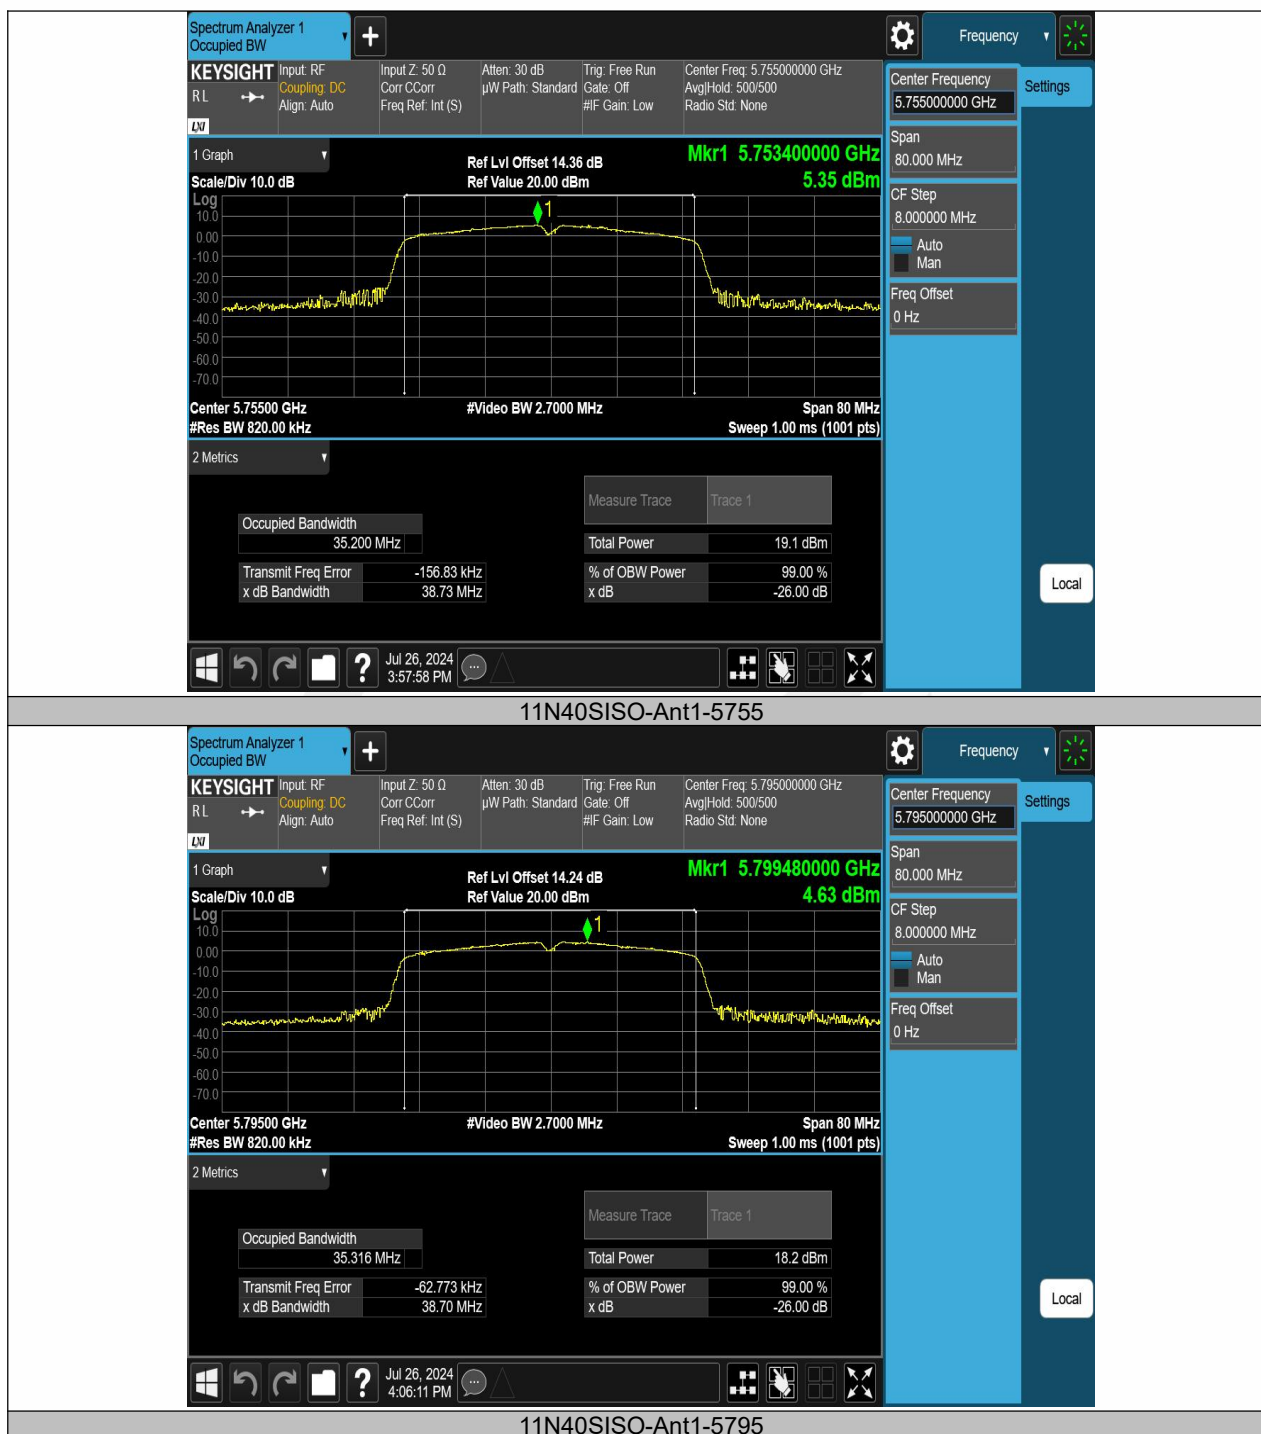 Spectrum Analyzer 1
Occupied BW
+
Frequency
KEYSIGHT
R L
LXI
Input: RF
Coupling: DC
Align: Auto
Input Z: 50 Ω
Corr CCorr
Freq Ref: Int (S)
Atten: 30 dB
µW Path: Standard
Trig: Free Run
Gate: Off
#IF Gain: Low
Center Freq: 5.755000000 GHz
Avg|Hold: 500/500
Radio Std: None
Center Frequency
5.755000000 GHz
Settings
Span
80.000 MHz
CF Step
8.000000 MHz
Auto
Man
Freq Offset
0 Hz
Local
1 Graph
Scale/Div 10.0 dB
Ref Lvl Offset 14.36 dB
Ref Value 20.00 dBm
Mkr1 5.753400000 GHz
5.35 dBm
Log
10.0
0.00
-10.0
-20.0
-30.0
-40.0
-50.0
-60.0
-70.0
1
Center 5.75500 GHz
#Video BW 2.7000 MHz
Span 80 MHz
#Res BW 820.00 kHz
Sweep 1.00 ms (1001 pts)
2 Metrics
Measure Trace Trace 1
Occupied Bandwidth
35.200 MHz
Total Power 19.1 dBm
Transmit Freq Error -156.83 kHz
% of OBW Power 99.00 %
x dB Bandwidth 38.73 MHz
x dB -26.00 dB
?
Jul 26, 2024
3:57:58 PM
11N40SISO-Ant1-5755
Spectrum Analyzer 1
Occupied BW
+
Frequency
KEYSIGHT
R L
LXI
Input: RF
Coupling: DC
Align: Auto
Input Z: 50 Ω
Corr CCorr
Freq Ref: Int (S)
Atten: 30 dB
µW Path: Standard
Trig: Free Run
Gate: Off
#IF Gain: Low
Center Freq: 5.795000000 GHz
Avg|Hold: 500/500
Radio Std: None
Center Frequency
5.795000000 GHz
Settings
Span
80.000 MHz
CF Step
8.000000 MHz
Auto
Man
Freq Offset
0 Hz
Local
1 Graph
Scale/Div 10.0 dB
Ref Lvl Offset 14.24 dB
Ref Value 20.00 dBm
Mkr1 5.799480000 GHz
4.63 dBm
Log
10.0
0.00
-10.0
-20.0
-30.0
-40.0
-50.0
-60.0
-70.0
1
Center 5.79500 GHz
#Video BW 2.7000 MHz
Span 80 MHz
#Res BW 820.00 kHz
Sweep 1.00 ms (1001 pts)
2 Metrics
Measure Trace Trace 1
Occupied Bandwidth
35.316 MHz
Total Power 18.2 dBm
Transmit Freq Error -62.773 kHz
% of OBW Power 99.00 %
x dB Bandwidth 38.70 MHz
x dB -26.00 dB
?
Jul 26, 2024
4:06:11 PM
11N40SISO-Ant1-5795